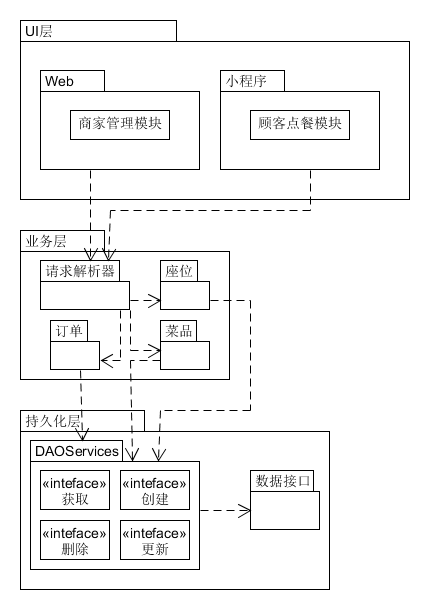 UI层
Web
小程序
商家管理模块
顾客点餐模块
业务层
请求解析器
座位
订单
菜品
持久化层
DAOServices
«inteface»
获取
«inteface»
创建
«inteface»
删除
«inteface»
更新
数据接口